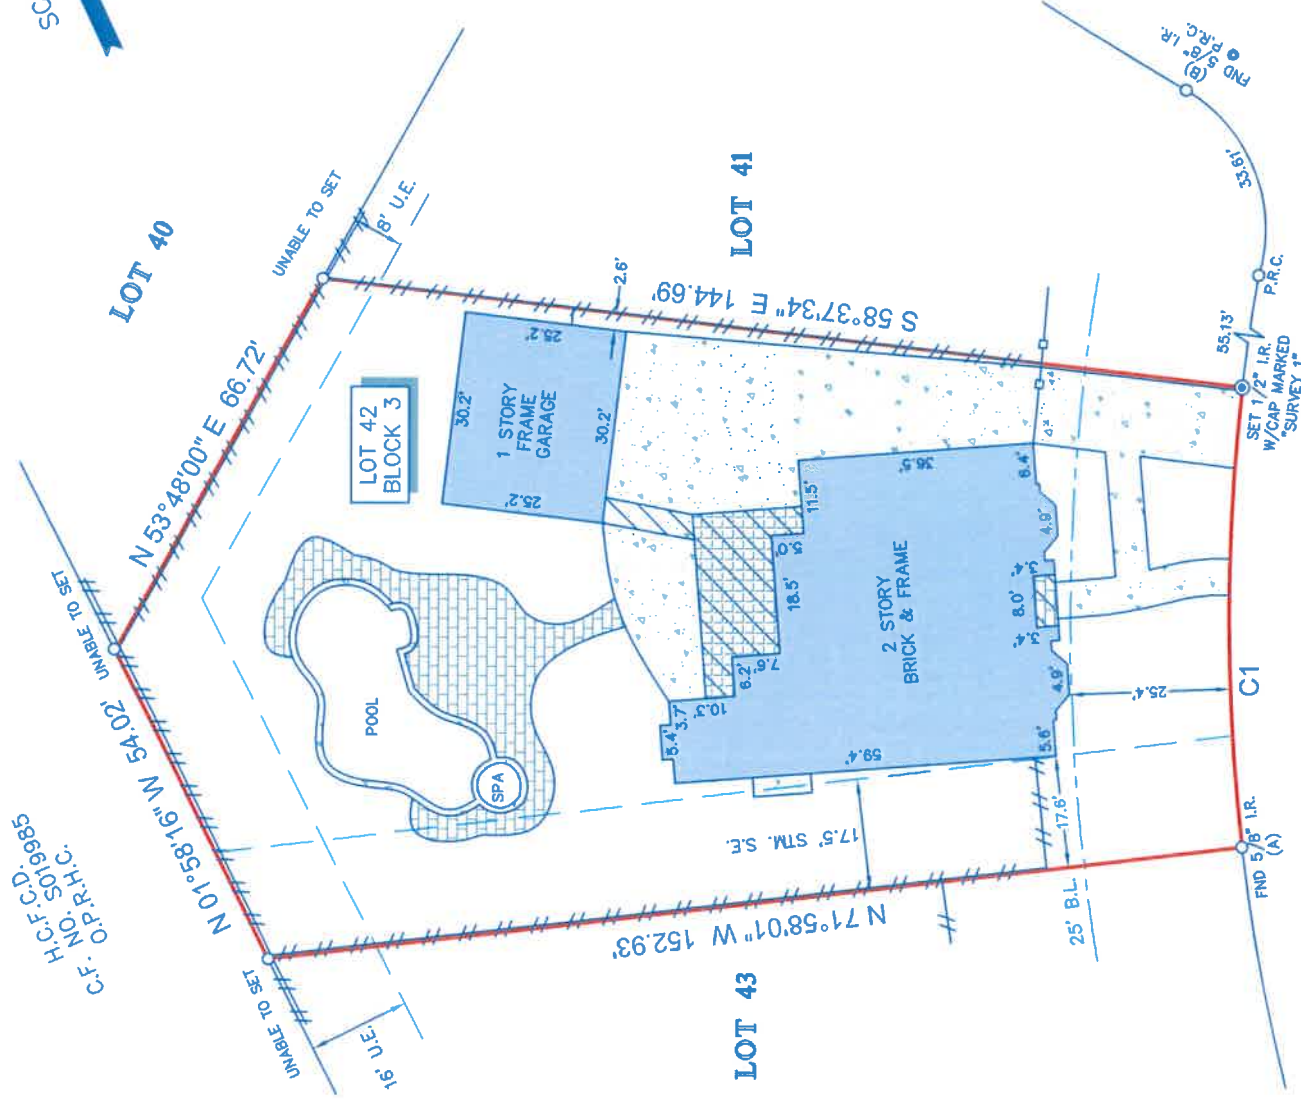 SC
H.C.F.C.D.
C.F. NO. S019985
O.P.R.H.C.
LOT 40
UNABLE TO SET
8' U.E.
N 53°48'00" E 66.72'
UNABLE TO SET
N 01°58'16" W 54.02'
UNABLE TO SET
16' U.E.
LOT 42
BLOCK 3
30.2'
25.2'
1 STORY
FRAME
GARAGE
25.2'
30.2'
2.6'
LOT 41
S 58°37'34" E 144.69'
FND 5/8" I.R.
(B) P.R.C.
33.61'
P.R.C.
55.13'
SET 1/2" I.R.
W/CAP MARKED
"SURVEY 1"
POOL
SPA
11.5'
5.0'
18.5'
7.6'
6.2'
10.3'
3.7'
5.4'
59.4'
2 STORY
BRICK & FRAME
6.4'
4.9'
3.4'
8.0'
3.4'
4.9'
5.6'
25.4'
C1
17.5' STM. S.E.
17.6'
25' B.L.
N 71°58'01" W 152.93'
LOT 43
FND 5/8" I.R.
(A)